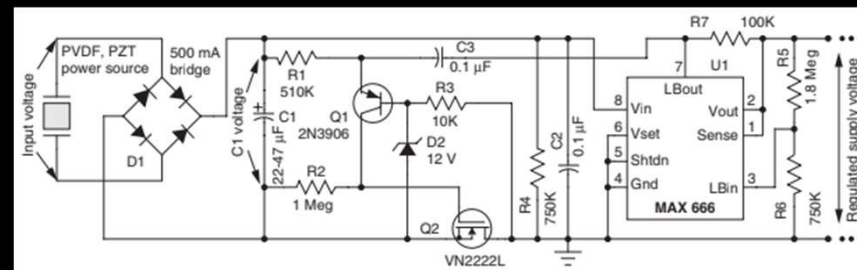 Input voltage
PVDF, PZT
power source
500 mA
bridge
D1
C1 voltage
R1
510K
+
C1
22-47 µF
Q1
2N3906
R2
1 Meg
C3
0.1 µF
R3
10K
D2
12 V
Q2
VN2222L
R4
750K
C2
0.1 µF
R7
100K
U1
7
LBout
8
Vin
6
Vset
5
Shtdn
4
Gnd
Vout
2
Sense
1
LBin
3
MAX 666
R5
1.8 Meg
R6
750K
Regulated supply voltage